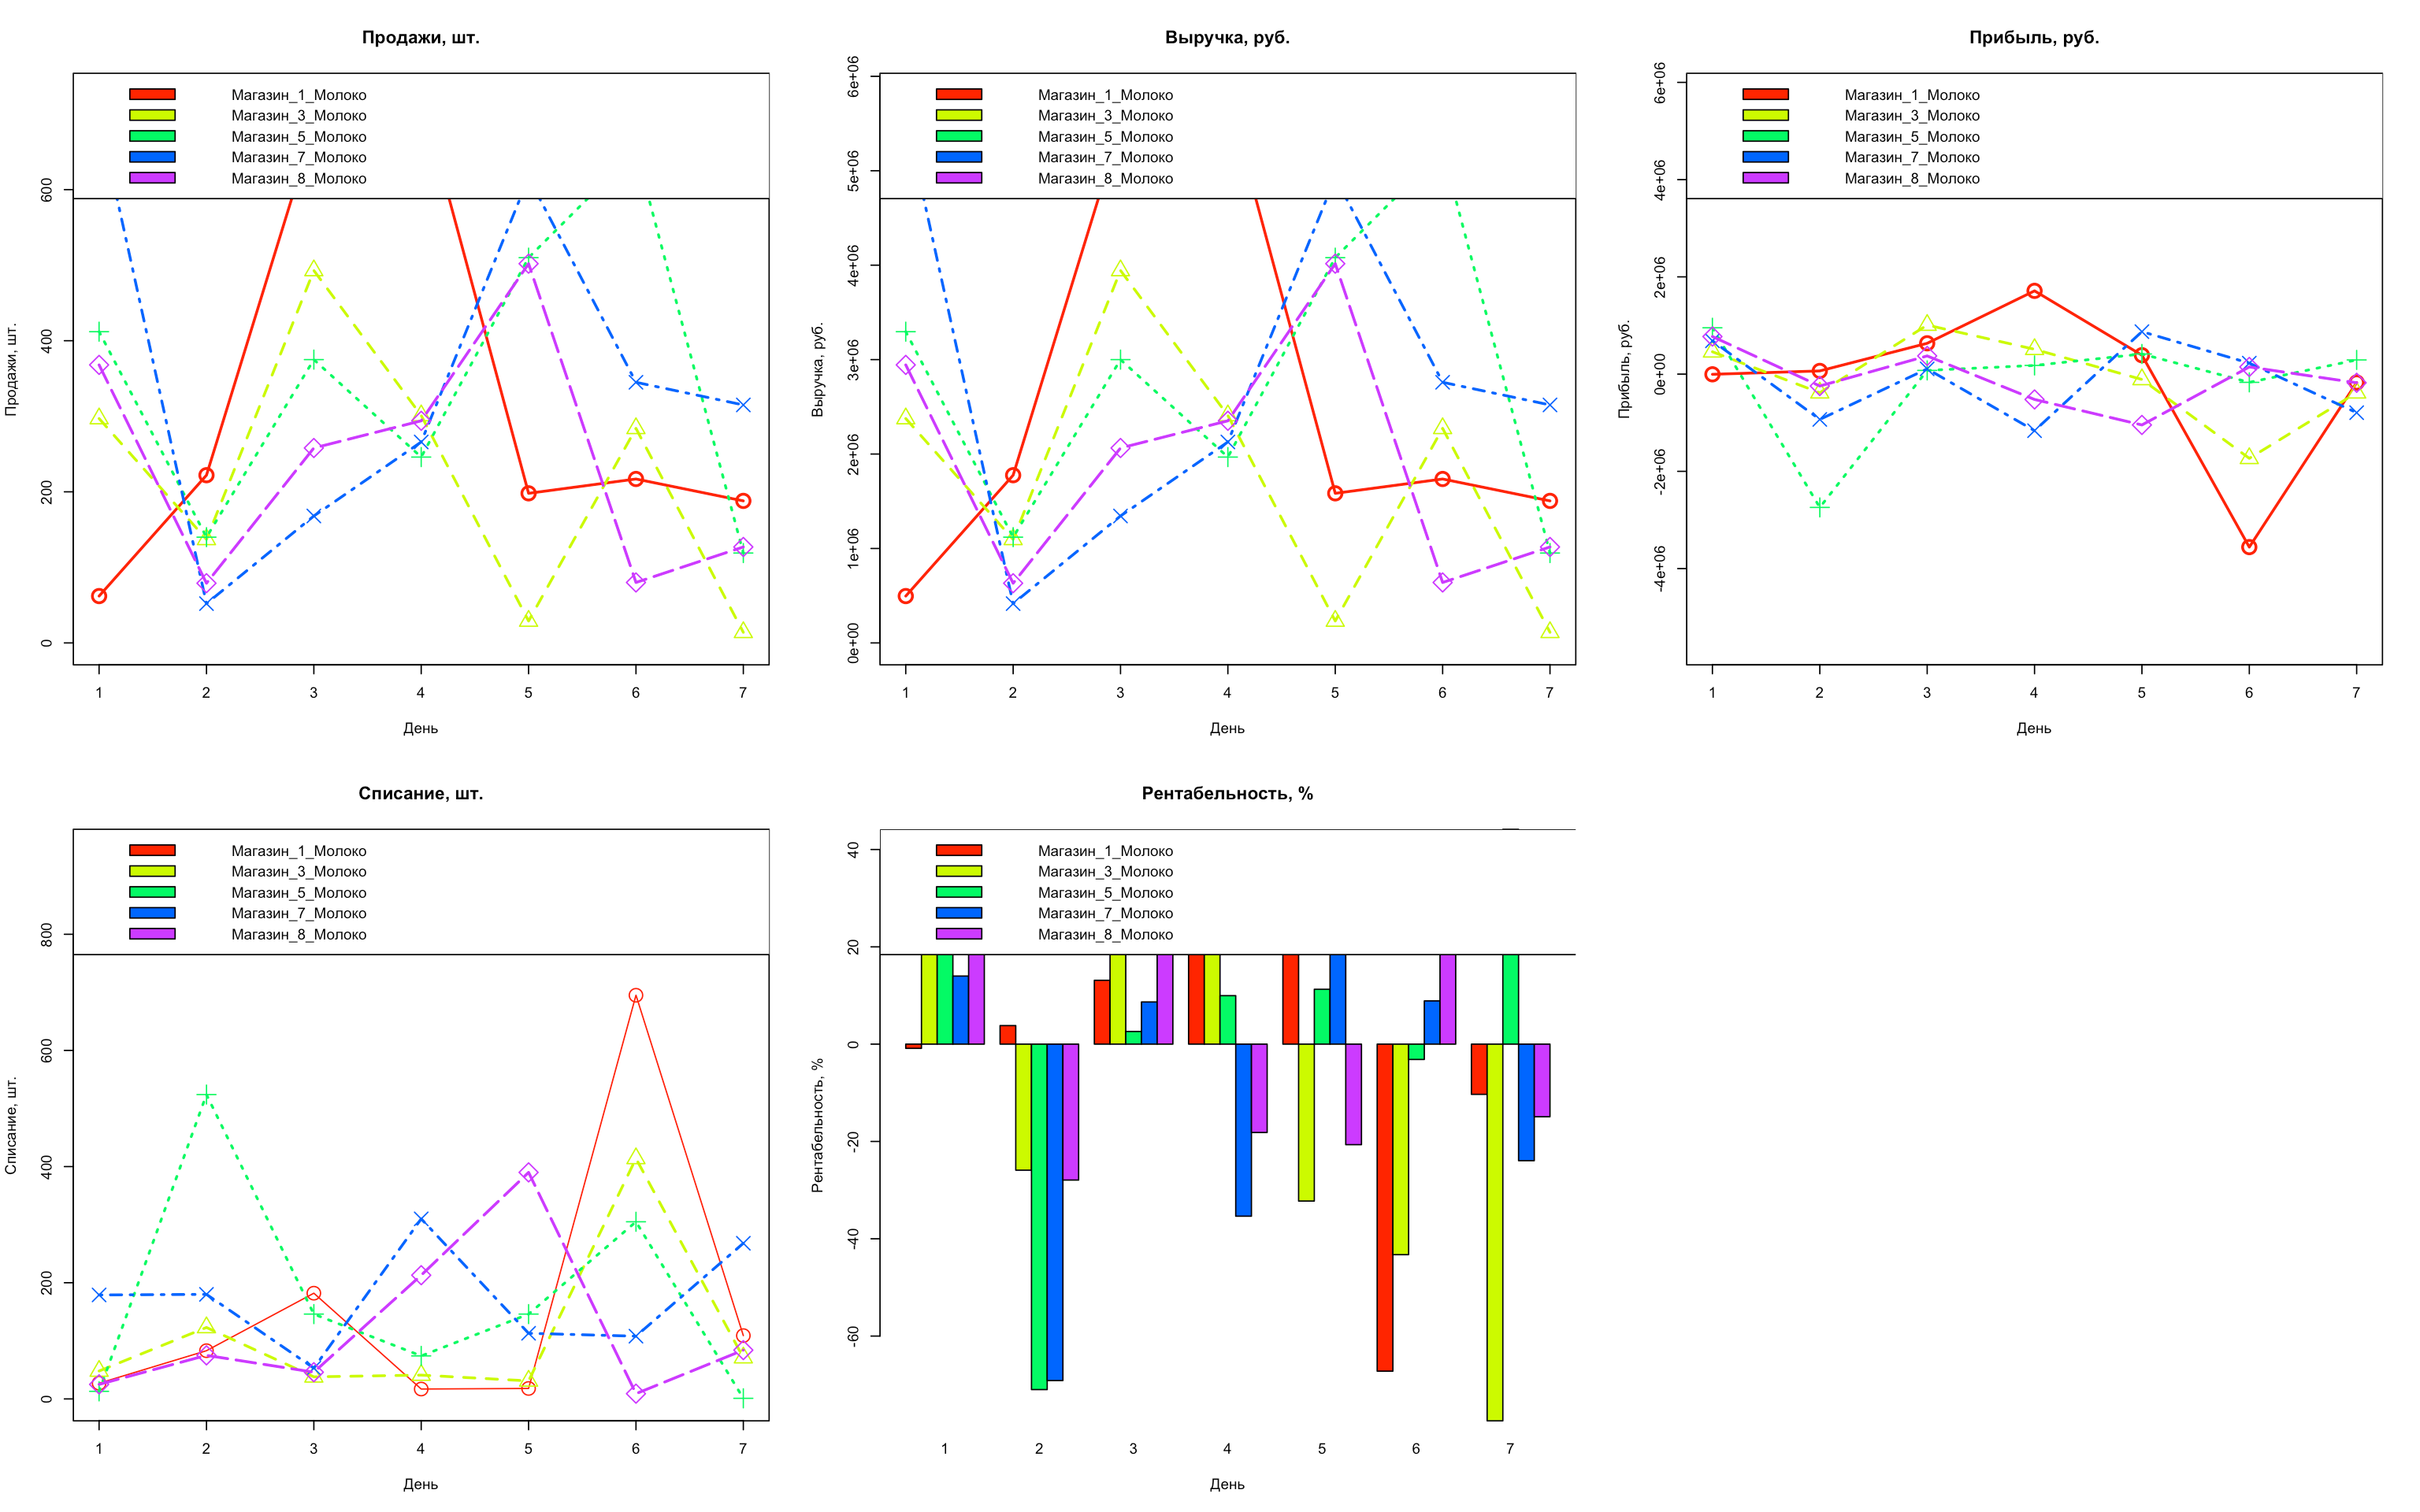 Продажи, шт.
Магазин_1_Молоко
Магазин_3_Молоко
Магазин_5_Молоко
Магазин_7_Молоко
Магазин_8_Молоко
Продажи, шт.
600
400
200
0
1 2 3 4 5 6 7
День
Выручка, руб.
Магазин_1_Молоко
Магазин_3_Молоко
Магазин_5_Молоко
Магазин_7_Молоко
Магазин_8_Молоко
Выручка, руб.
6e+06
5e+06
4e+06
3e+06
2e+06
1e+06
0e+00
1 2 3 4 5 6 7
День
Прибыль, руб.
Магазин_1_Молоко
Магазин_3_Молоко
Магазин_5_Молоко
Магазин_7_Молоко
Магазин_8_Молоко
Прибыль, руб.
6e+06
4e+06
2e+06
0e+00
-2e+06
-4e+06
1 2 3 4 5 6 7
День
Списание, шт.
Магазин_1_Молоко
Магазин_3_Молоко
Магазин_5_Молоко
Магазин_7_Молоко
Магазин_8_Молоко
Списание, шт.
800
600
400
200
0
1 2 3 4 5 6 7
День
Рентабельность, %
Магазин_1_Молоко
Магазин_3_Молоко
Магазин_5_Молоко
Магазин_7_Молоко
Магазин_8_Молоко
Рентабельность, %
40
20
0
-20
-40
-60
1 2 3 4 5 6 7
День